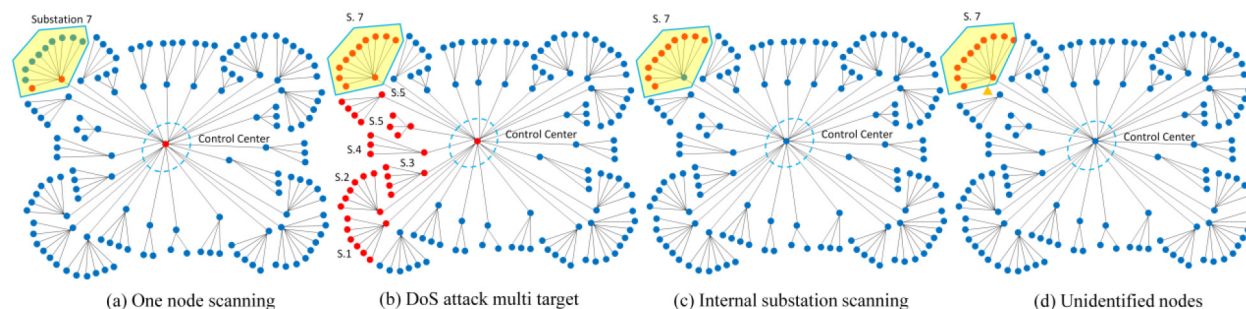 Substation 7
Control Center
(a) One node scanning
S. 7
S.5
S.5
S.4
S.3
S.2
S.1
Control Center
(b) DoS attack multi target
S. 7
Control Center
(c) Internal substation scanning
S. 7
Control Center
(d) Unidentified nodes